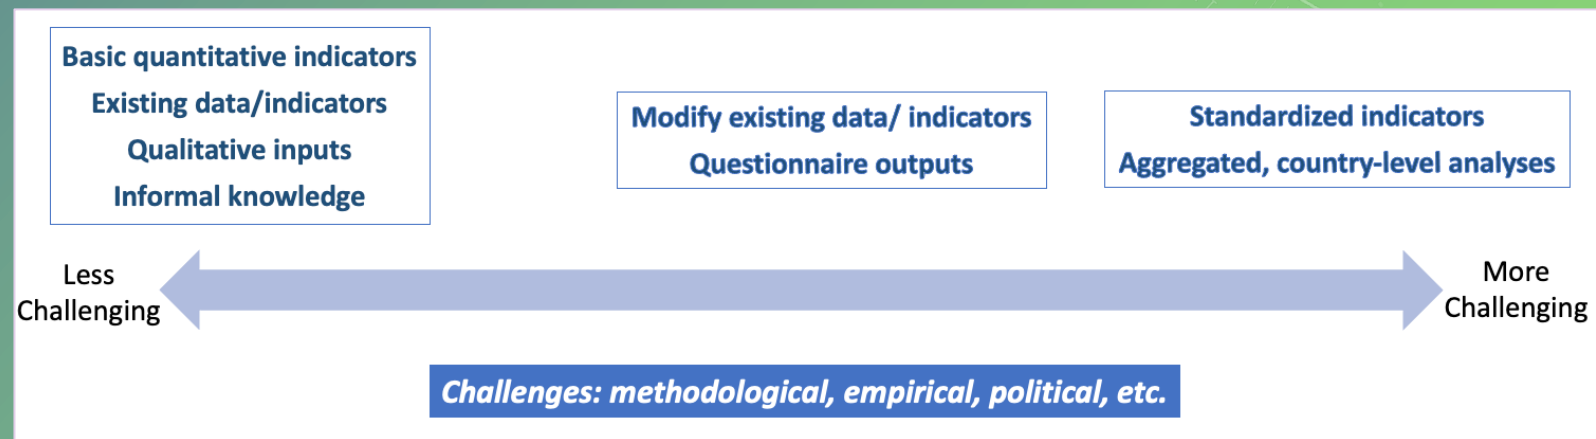 Basic quantitative indicators
Existing data/indicators
Qualitative inputs
Informal knowledge
Modify existing data/ indicators
Questionnaire outputs
Standardized indicators
Aggregated, country-level analyses
Less
Challenging
More
Challenging
Challenges: methodological, empirical, political, etc.